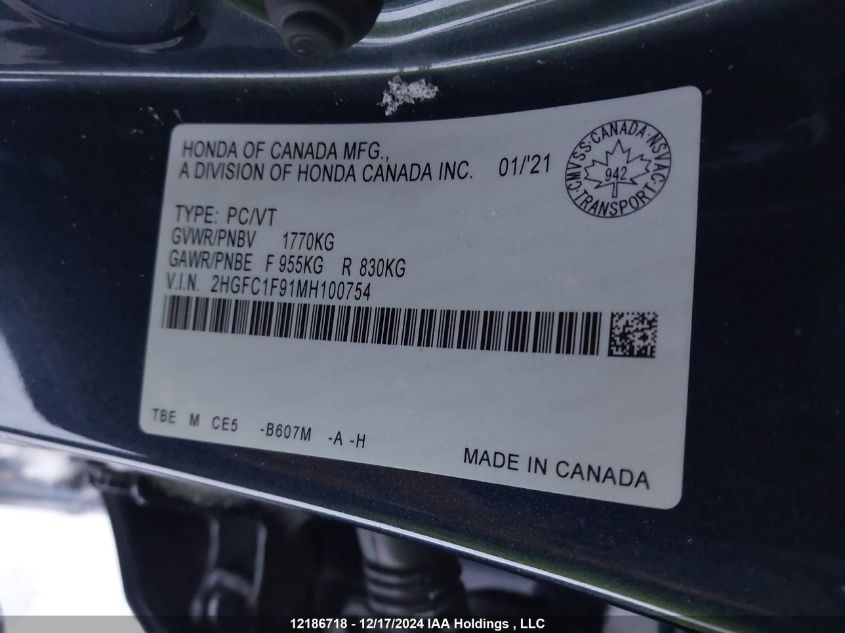 HONDA OF CANADA MFG.,
A DIVISION OF HONDA CANADA INC. 01/'21
CMVSS·CANADA·NSVAC·TRANSPORT
942
TYPE: PC/VT
GVWR/PNBV 1770KG
GAWR/PNBE F 955KG R 830KG
V.I.N. 2HGFC1F91MH100754
TBE M CE5 -B607M -A -H
MADE IN CANADA
12186718 - 12/17/2024 IAA Holdings , LLC